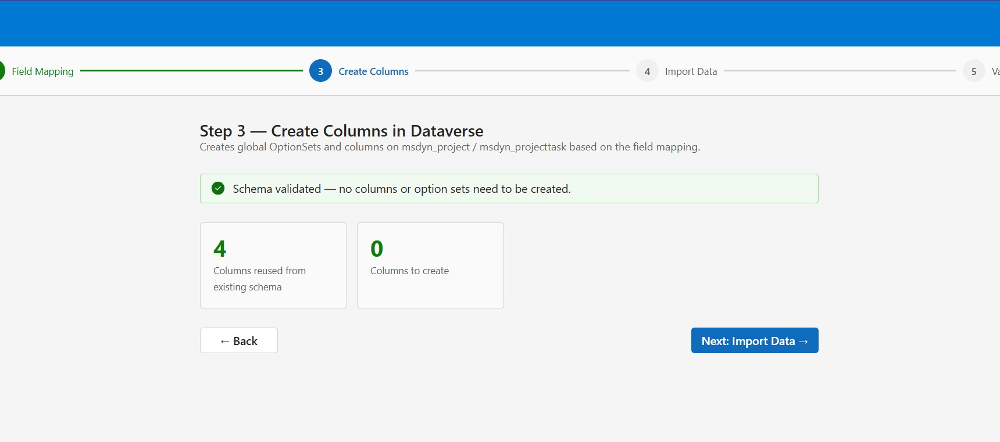 Field Mapping
3 Create Columns
4 Import Data
5
Step 3 — Create Columns in Dataverse
Creates global OptionSets and columns on msdyn_project / msdyn_projecttask based on the field mapping.
Schema validated — no columns or option sets need to be created.
4
Columns reused from
existing schema
0
Columns to create
← Back
Next: Import Data →